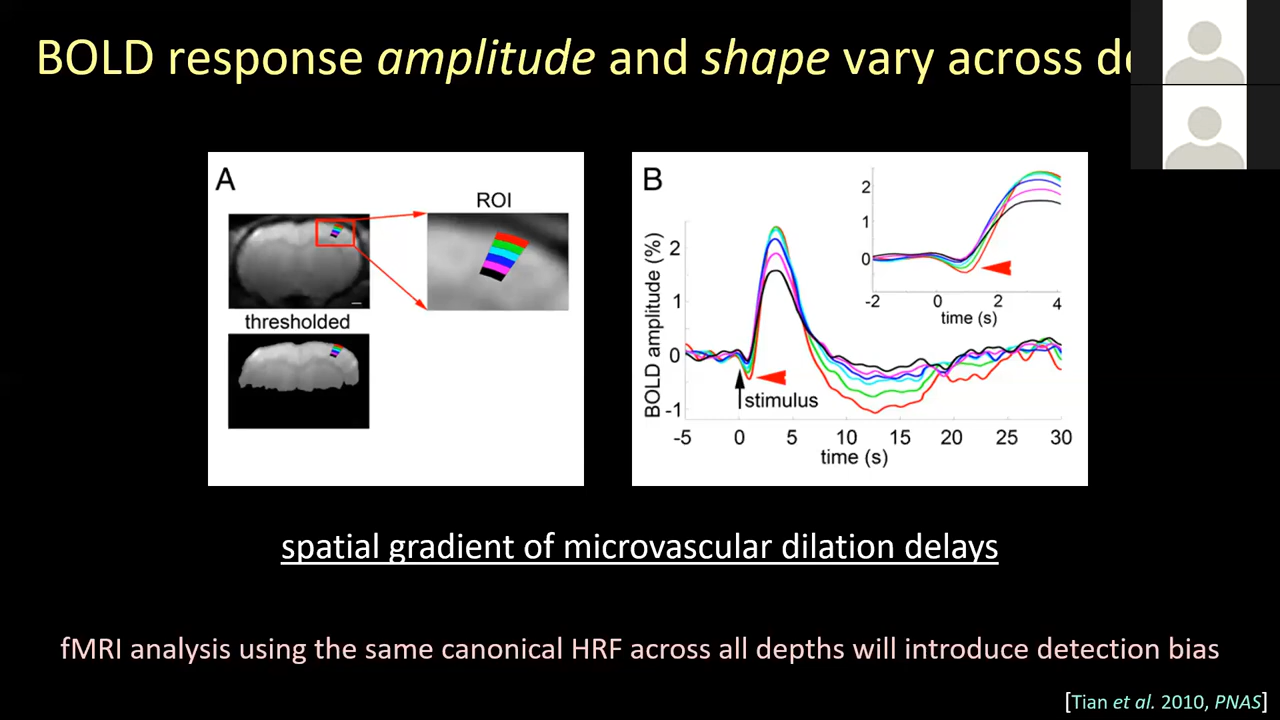 BOLD response amplitude and shape vary across
A
ROI
thresholded
B
BOLD amplitude (%)
2
1
0
-1
stimulus
-5 0 5 10 15 20 25 30
time (s)
2
1
0
-2 0 2 4
time (s)
spatial gradient of microvascular dilation delays
fMRI analysis using the same canonical HRF across all depths will introduce detection bias
[Tian et al. 2010, PNAS]